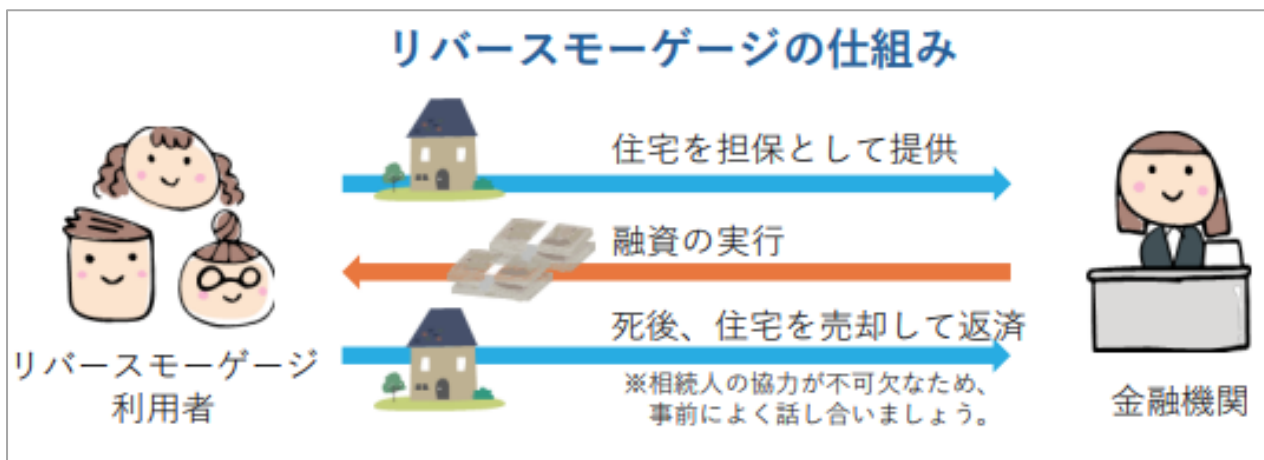 リバースモーゲージの仕組み
住宅を担保として提供
融資の実行
死後、住宅を売却して返済
※相続人の協力が不可欠なため、
事前によく話し合いましょう。
リバースモーゲージ
利用者
金融機関